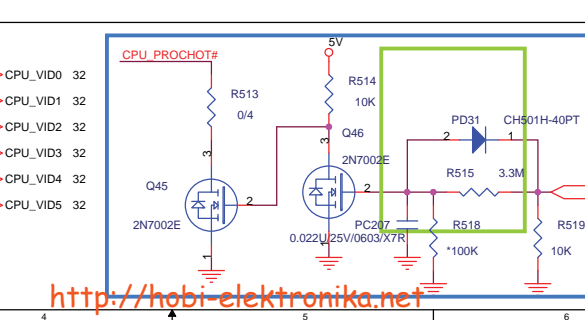 5V
CPU_PROCHOT#
CPU_VID0 32
CPU_VID1 32
CPU_VID2 32
CPU_VID3 32
CPU_VID4 32
CPU_VID5 32
R513
0/4
R514
10K
3
Q45
2N7002E
2
1
3
Q46
2N7002E
2
1
PD31
CH501H-40PT
2
1
R515
3.3M
PC207
0.022U/25V/0603/X7R
R518
*100K
R519
10K
http://hobi-elektronika.net
4
5
6